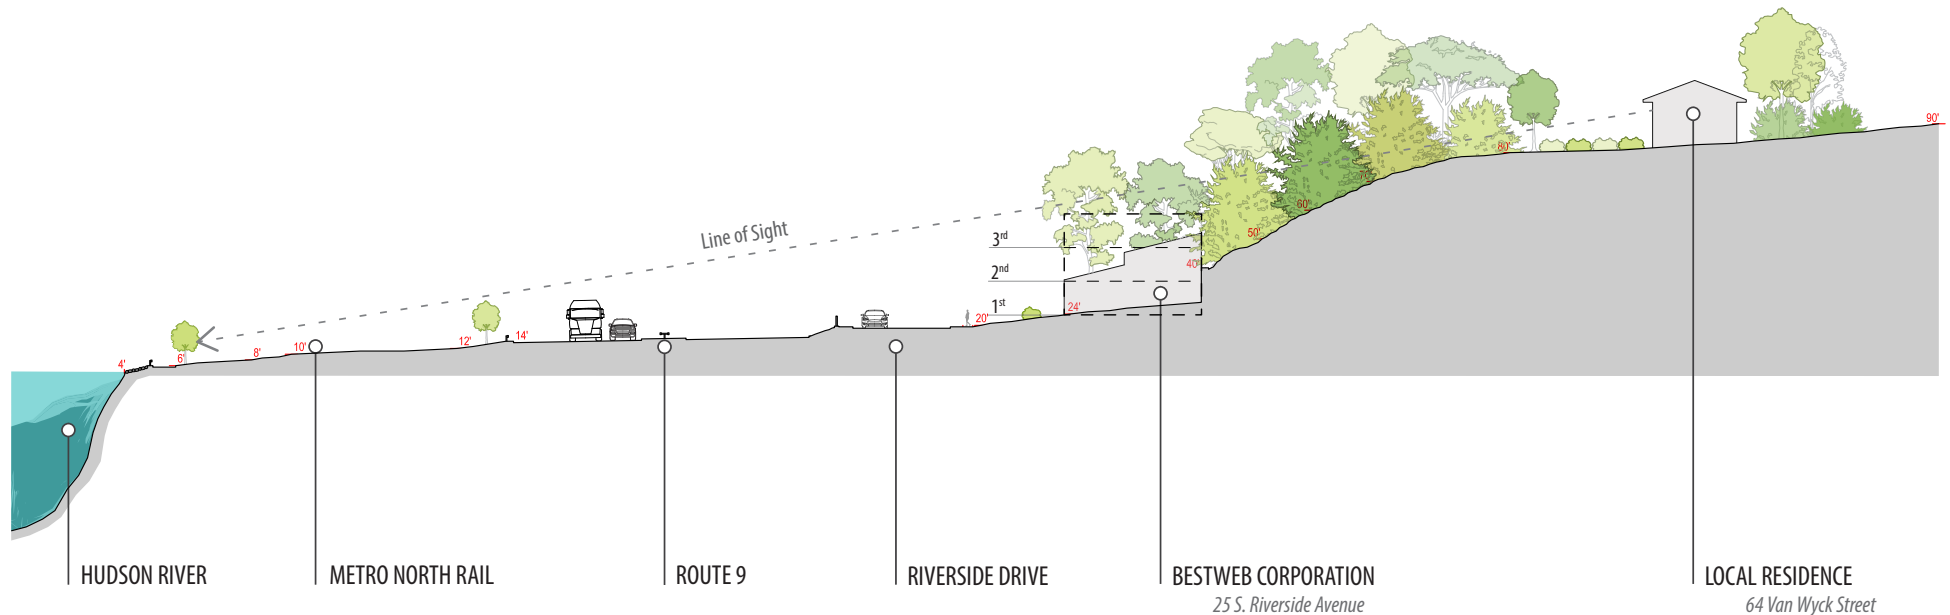 90'
80'
60'
50'
Line of Sight
3rd
2nd
40'
1st
24'
20'
14'
12'
10'
8'
6'
4'
HUDSON RIVER
METRO NORTH RAIL
ROUTE 9
RIVERSIDE DRIVE
BESTWEB CORPORATION
25 S. Riverside Avenue
LOCAL RESIDENCE
64 Van Wyck Street